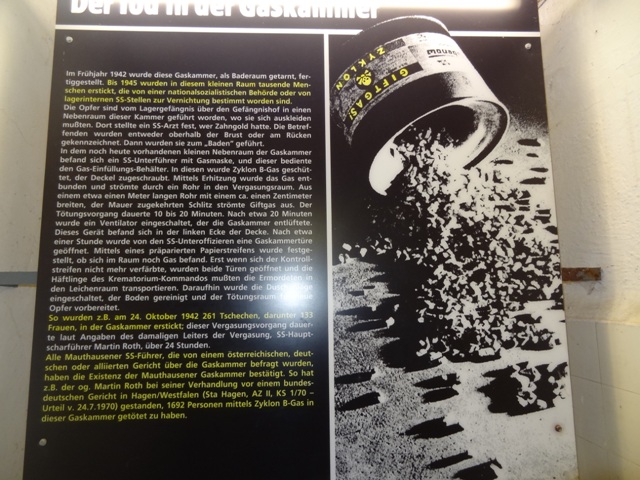 Der Tod in der Gaskammer
Im Frühjahr 1942 wurde diese Gaskammer, als Baderaum getarnt, fer-
tiggestellt. Bis 1945 wurden in diesem kleinen Raum tausende Men-
schen erstickt, die von einer nationalsozialistischen Behörde oder von
lagerinternen SS-Stellen zur Vernichtung bestimmt worden sind.
Die Opfer sind vom Lagergefängnis über den Gefängnishof in einen
Nebenraum dieser Kammer geführt worden, wo sie sich auskleiden
mußten. Dort stellte ein SS-Arzt fest, wer Zahngold hatte. Die Betref-
fenden wurden entweder oberhalb der Brust oder am Rücken
gekennzeichnet. Dann wurden sie zum „Baden" geführt.
In dem noch heute vorhandenen kleinen Nebenraum der Gaskammer
befand sich ein SS-Unterführer mit Gasmaske, und dieser bediente
den Gas-Einfüllungs-Behälter. In diesen wurde Zyklon B-Gas geschüt-
tet, der Deckel zugeschraubt. Mittels Erhitzung wurde das Gas ent-
bunden und strömte durch ein Rohr in den Vergasungsraum. Aus
einem etwa einen Meter langen Rohr mit einem ca. einen Zentimeter
breiten, der Mauer zugekehrten Schlitz strömte Giftgas aus. Der
Tötungsvorgang dauerte 10 bis 20 Minuten. Nach etwa 20 Minuten
wurde ein Ventilator eingeschaltet, der die Gaskammer entlüftete.
Dieses Gerät befand sich in der linken Ecke der Decke. Nach etwa
einer Stunde wurde von den SS-Unteroffizieren eine Gaskammertüre
geöffnet. Mittels eines präparierten Papierstreifens wurde festge-
stellt, ob sich im Raum noch Gas befand. Erst wenn sich der Kontroll-
streifen nicht mehr verfärbte, wurden beide Türen geöffnet und die
Häftlinge des Krematorium-Kommandos mußten die Ermordeten in
den Leichenraum transportieren. Daraufhin wurde die
eingeschaltet, der Boden gereinigt und der Tötungsraum
Opfer vorbereitet.
So wurden z.B. am 24. Oktober 1942 261 Tschechen, darunter 133
Frauen, in der Gaskammer erstickt; dieser Vergasungsvorgang dauer-
te laut Angaben des damaligen Leiters der Vergasung, SS-Haupt-
scharführer Martin Roth, über 24 Stunden.
Alle Mauthausener SS-Führer, die von einem österreichischen, deut-
schen oder alliierten Gericht über die Gaskammer befragt wurden,
haben die Existenz der Mauthausener Gaskammer bestätigt. So hat
z.B. der og. Martin Roth bei seiner Verhandlung vor einem bundes-
deutschen Gericht in Hagen/Westfalen (Sta Hagen, AZ II, KS 1/70 –
Urteil v. 24.7.1970) gestanden, 1692 Personen mittels Zyklon B-Gas in
dieser Gaskammer getötet zu haben.
GIFTGAS!
ZYKLON